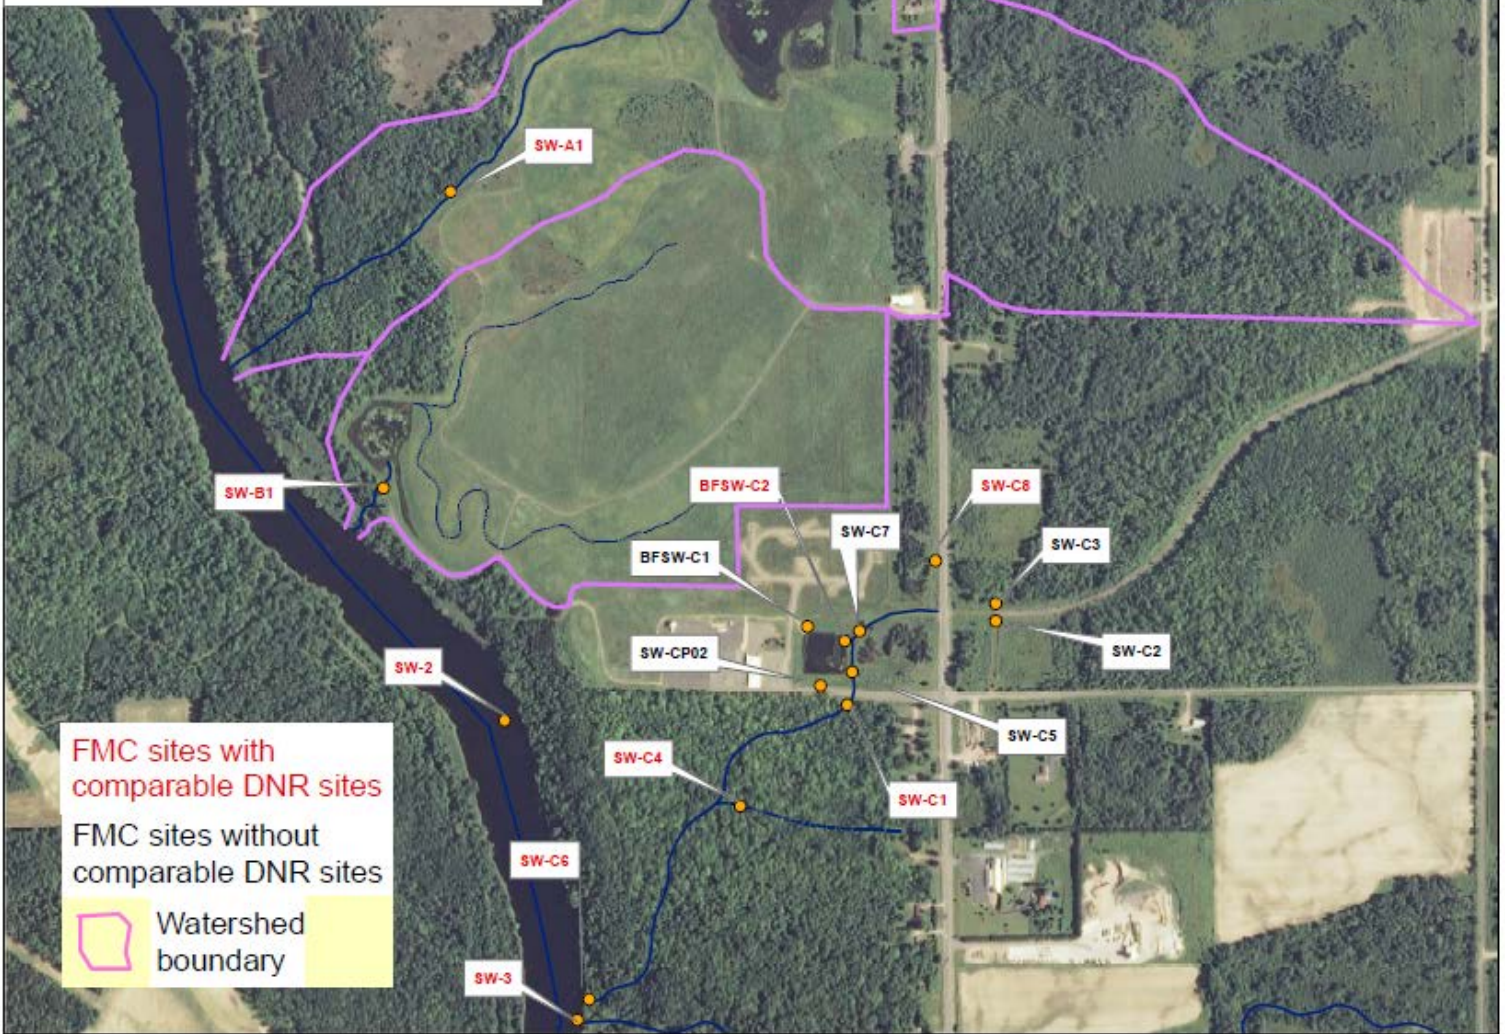 SW-A1
BFSW-C2
SW-C8
SW-B1
SW-C7
SW-C3
BFSW-C1
SW-CP02
SW-C2
SW-2
SW-C5
SW-C4
SW-C1
SW-C6
SW-3
FMC sites with
comparable DNR sites
FMC sites without
comparable DNR sites
Watershed
boundary